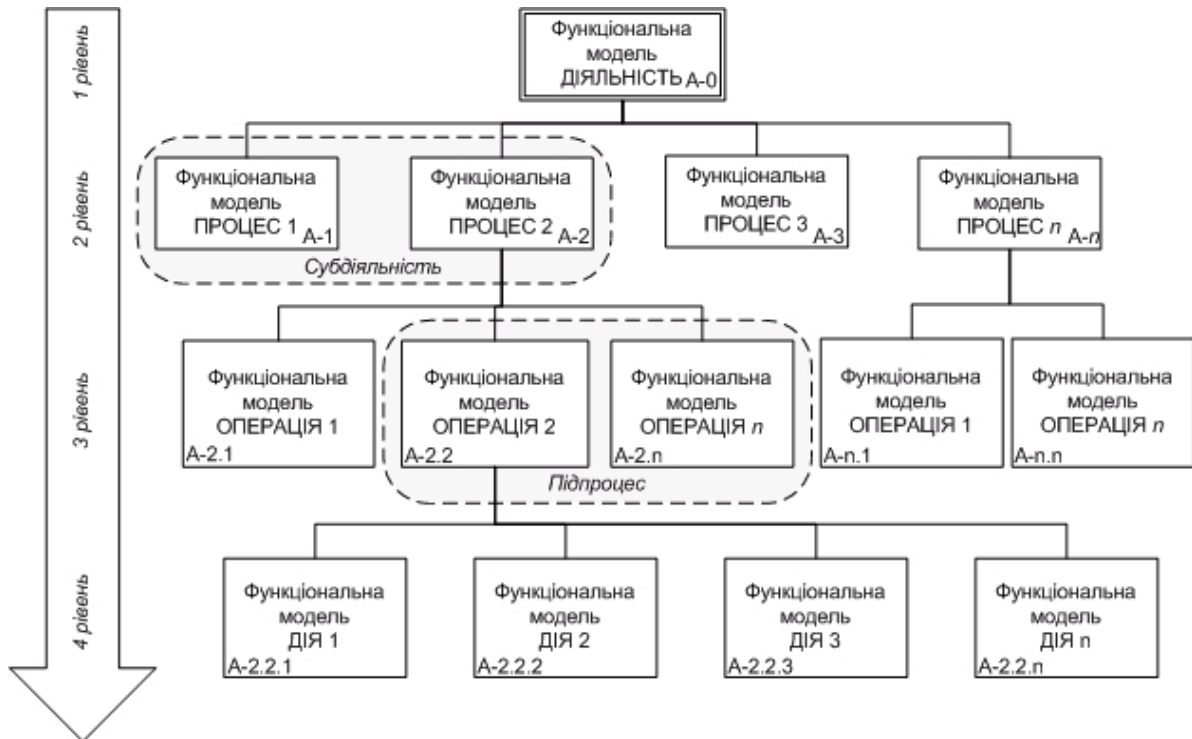 1 рівень
Функціональна
модель
ДІЯЛЬНІСТЬ A-0
2 рівень
Функціональна
модель
ПРОЦЕС 1
A-1
Функціональна
модель
ПРОЦЕС 2
A-2
Функціональна
модель
ПРОЦЕС 3
A-3
Функціональна
модель
ПРОЦЕС n
A-n
Субдіяльність
3 рівень
Функціональна
модель
ОПЕРАЦІЯ 1
A-2.1
Функціональна
модель
ОПЕРАЦІЯ 2
A-2.2
Функціональна
модель
ОПЕРАЦІЯ n
A-2.n
Функціональна
модель
ОПЕРАЦІЯ 1
A-n.1
Функціональна
модель
ОПЕРАЦІЯ n
A-n.n
Підпроцес
4 рівень
Функціональна
модель
ДІЯ 1
A-2.2.1
Функціональна
модель
ДІЯ 2
A-2.2.2
Функціональна
модель
ДІЯ 3
A-2.2.3
Функціональна
модель
ДІЯ n
A-2.2.n